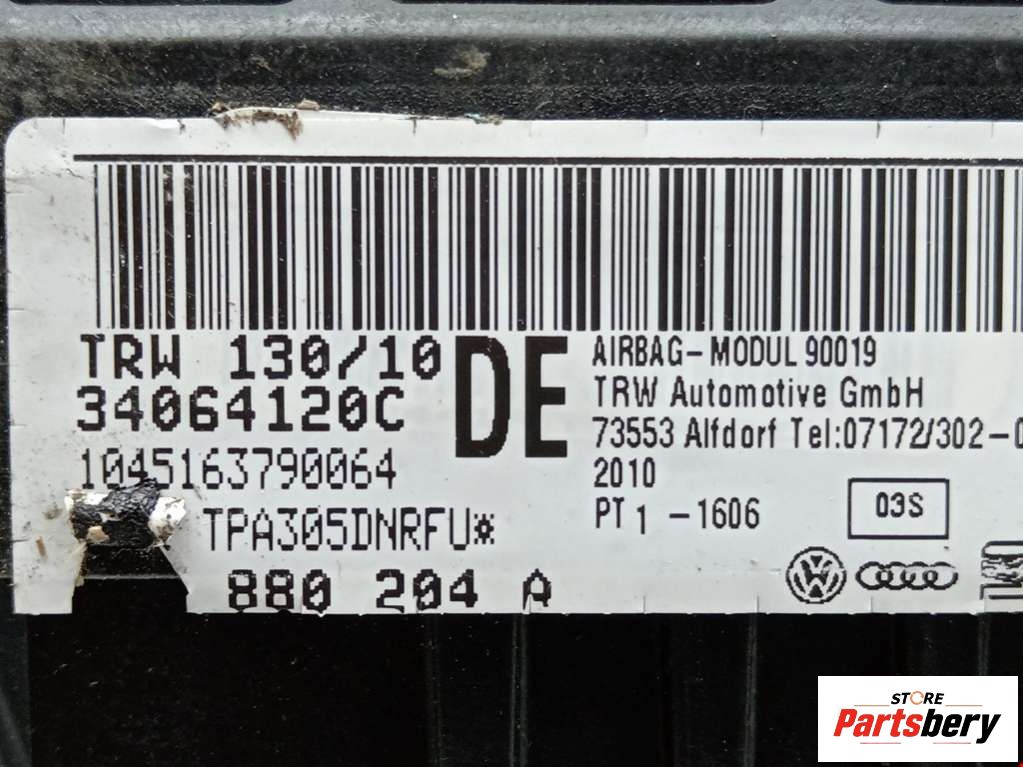 TRW 130/10
34064120C
1045163790064
TPA305DNRFU*
880 204 A
DE
AIRBAG-MODUL 90019
TRW Automotive GmbH
73553 Alfdorf Tel:07172/302-0
2010
PT 1 -1606
03S
STORE
Partsbery